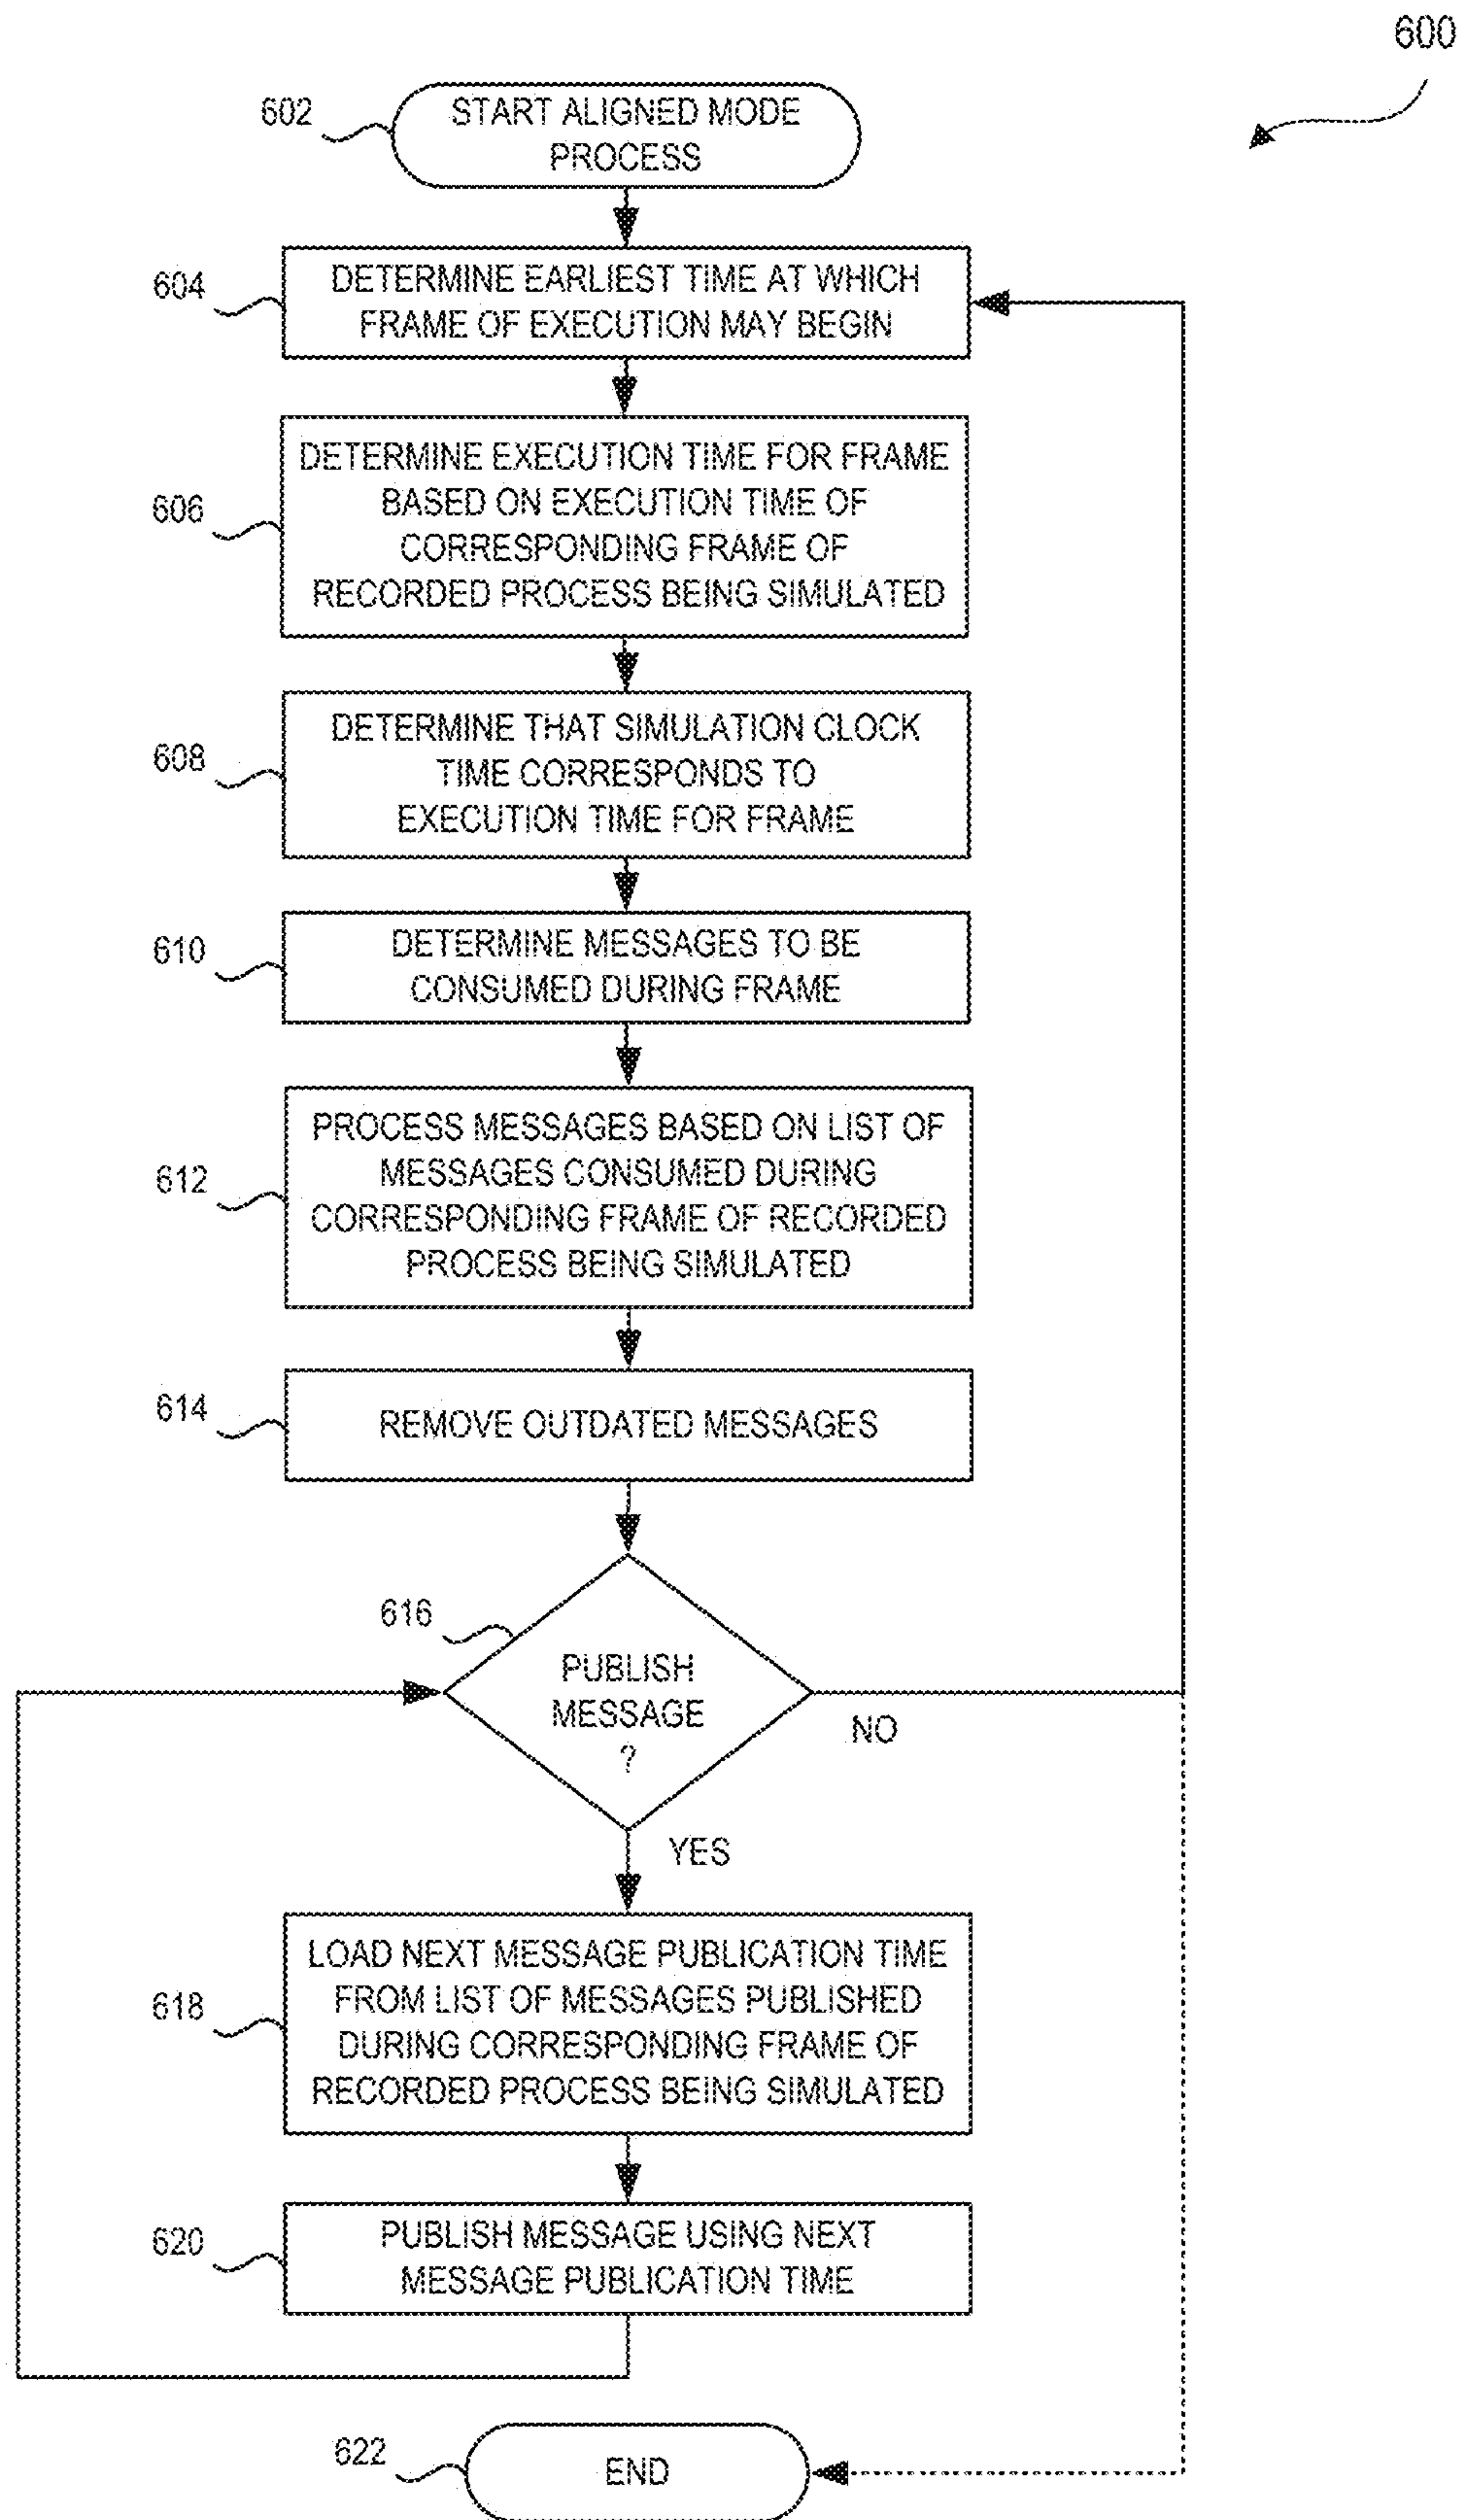 600
602
START ALIGNED MODE
PROCESS
604
DETERMINE EARLIEST TIME AT WHICH
FRAME OF EXECUTION MAY BEGIN
606
DETERMINE EXECUTION TIME FOR FRAME
BASED ON EXECUTION TIME OF
CORRESPONDING FRAME OF
RECORDED PROCESS BEING SIMULATED
608
DETERMINE THAT SIMULATION CLOCK
TIME CORRESPONDS TO
EXECUTION TIME FOR FRAME
610
DETERMINE MESSAGES TO BE
CONSUMED DURING FRAME
612
PROCESS MESSAGES BASED ON LIST OF
MESSAGES CONSUMED DURING
CORRESPONDING FRAME OF RECORDED
PROCESS BEING SIMULATED
614
REMOVE OUTDATED MESSAGES
616
PUBLISH
MESSAGE
?
NO
YES
618
LOAD NEXT MESSAGE PUBLICATION TIME
FROM LIST OF MESSAGES PUBLISHED
DURING CORRESPONDING FRAME OF
RECORDED PROCESS BEING SIMULATED
620
PUBLISH MESSAGE USING NEXT
MESSAGE PUBLICATION TIME
622
END